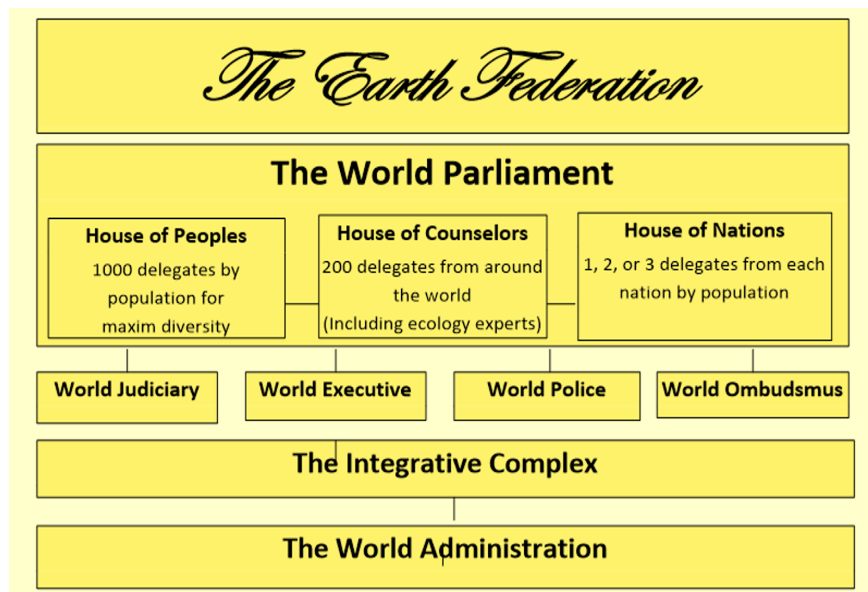 The Earth Federation
The World Parliament
House of Peoples
1000 delegates by
population for
maxim diversity
House of Counselors
200 delegates from around
the world
(Including ecology experts)
House of Nations
1, 2, or 3 delegates from each
nation by population
World Judiciary
World Executive
World Police
World Ombudsmus
The Integrative Complex
The World Administration